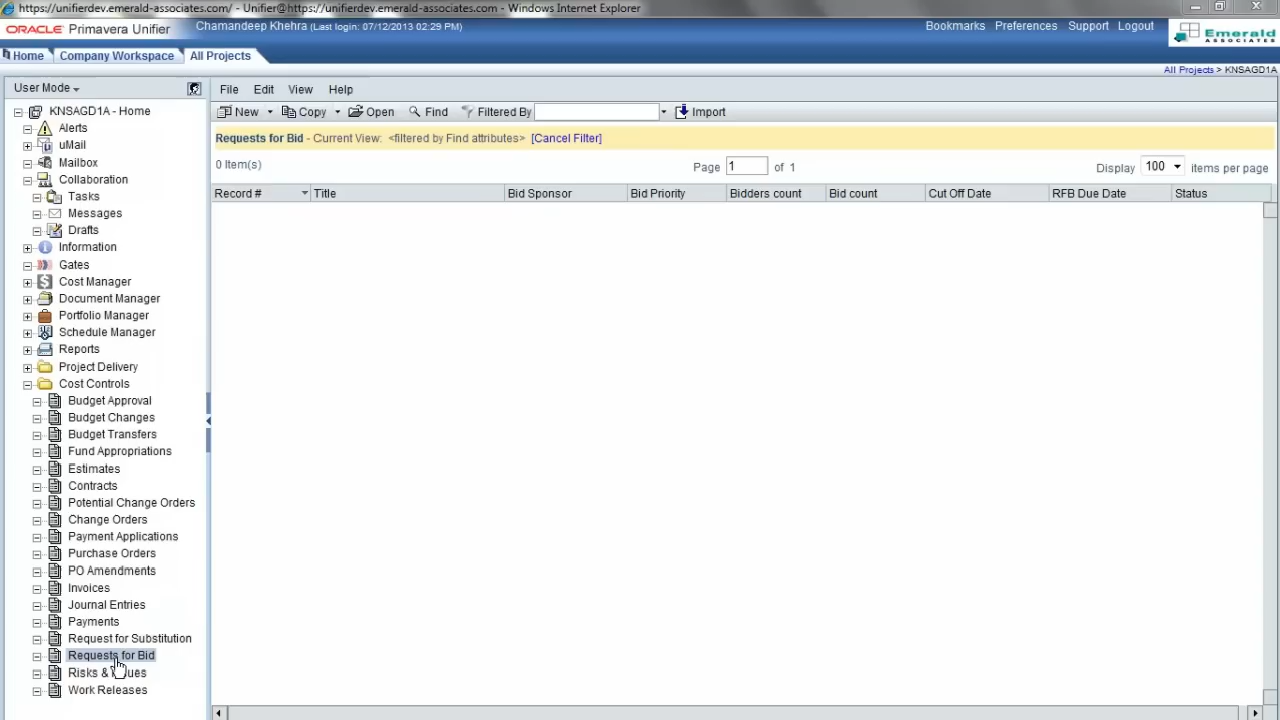 https://unifierdev.emerald-associates.com/ - Unifier@https://unifierdev.emerald-associates.com - Windows Internet Explorer
ORACLE Primavera Unifier
Chamandeep Khehra (Last login: 07/12/2013 02:29 PM)
Bookmarks Preferences Support Logout
Emerald
ASSOCIATES
Home Company Workspace All Projects
All Projects > KNSAGD1A
User Mode
File Edit View Help
KNSAGD1A - Home
New Copy Open Find Filtered By Import
Alerts
Requests for Bid - Current View: <filtered by Find attributes> [Cancel Filter]
uMail
Mailbox
0 Item(s) Page 1 of 1 Display 100 items per page
Collaboration
Record # Title Bid Sponsor Bid Priority Bidders count Bid count Cut Off Date RFB Due Date Status
Tasks
Messages
Drafts
Information
Gates
Cost Manager
Document Manager
Portfolio Manager
Schedule Manager
Reports
Project Delivery
Cost Controls
Budget Approval
Budget Changes
Budget Transfers
Fund Appropriations
Estimates
Contracts
Potential Change Orders
Change Orders
Payment Applications
Purchase Orders
PO Amendments
Invoices
Journal Entries
Payments
Request for Substitution
Requests for Bid
Risks & Issues
Work Releases